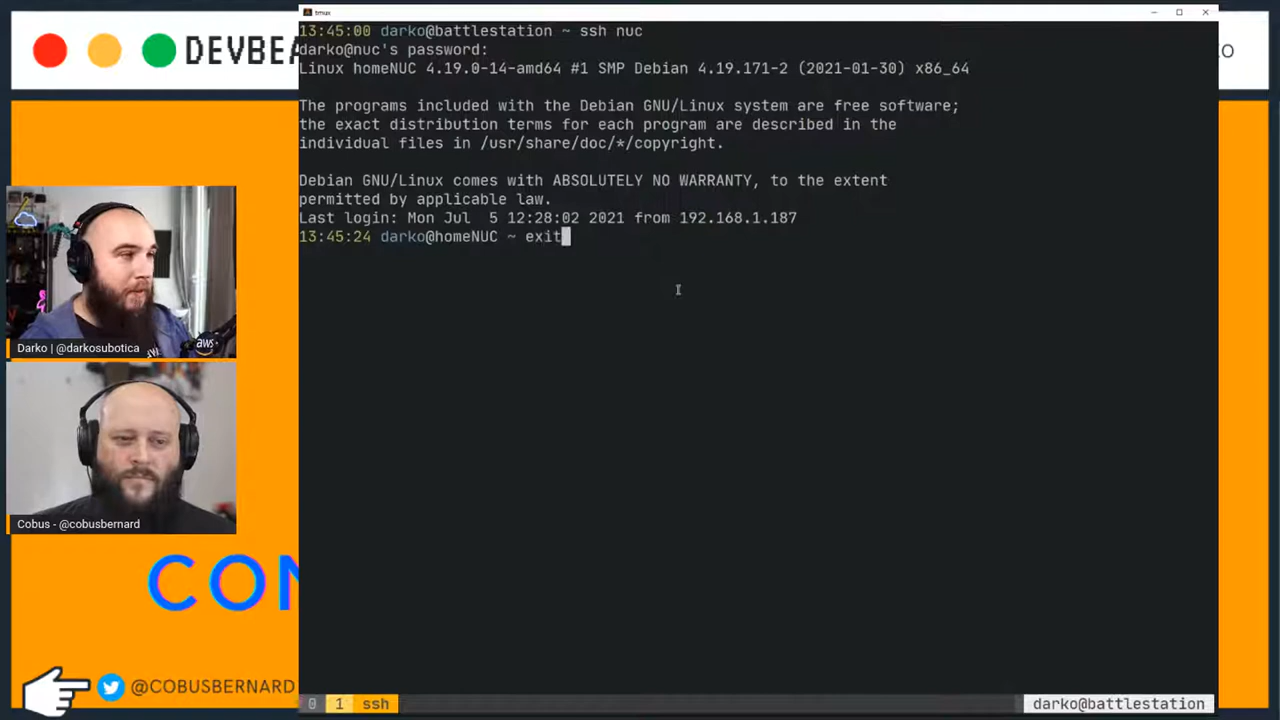 tmux
DEVBEA
13:45:00 darko@battlestation ~ ssh nuc
darko@nuc's password:
Linux homeNUC 4.19.0-14-amd64 #1 SMP Debian 4.19.171-2 (2021-01-30) x86_64
The programs included with the Debian GNU/Linux system are free software;
the exact distribution terms for each program are described in the
individual files in /usr/share/doc/*/copyright.
Debian GNU/Linux comes with ABSOLUTELY NO WARRANTY, to the extent
permitted by applicable law.
Last login: Mon Jul  5 12:28:02 2021 from 192.168.1.187
13:45:24 darko@homeNUC ~ exit
aws
Darko | @darkosubotica
Cobus - @cobusbernard
CON
@COBUSBERNARD
0 1 ssh
darko@battlestation